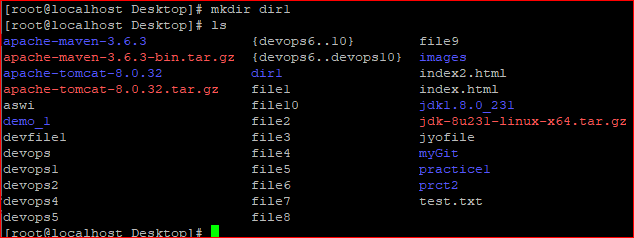 [root@localhost Desktop]# mkdir dir1
[root@localhost Desktop]# ls
apache-maven-3.6.3 {devops6..10} file9
apache-maven-3.6.3-bin.tar.gz {devops6..devops10} images
apache-tomcat-8.0.32 dir1 index2.html
apache-tomcat-8.0.32.tar.gz file1 index.html
aswi file10 jdk1.8.0_231
demo_1 file2 jdk-8u231-linux-x64.tar.gz
devfile1 file3 jyofile
devops file4 myGit
devops1 file5 practice1
devops2 file6 prct2
devops4 file7 test.txt
devops5 file8
[root@localhost Desktop]#